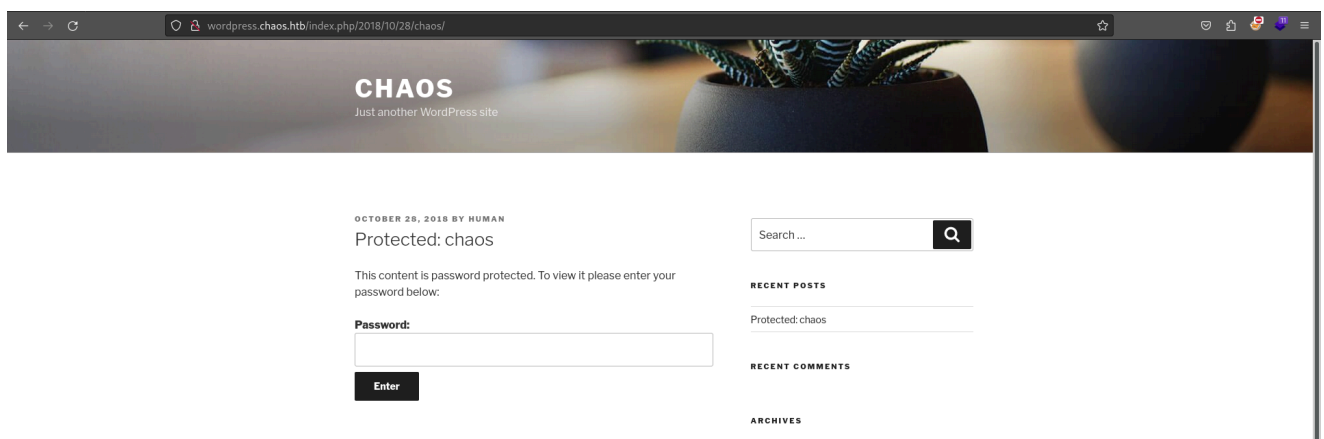 wordpress.chaos.htb/index.php/2018/10/28/chaos/
11
CHAOS
Just another WordPress site
OCTOBER 28, 2018 BY HUMAN
Protected: chaos
This content is password protected. To view it please enter your
password below:
Password:
Enter
Search …
RECENT POSTS
Protected: chaos
RECENT COMMENTS
ARCHIVES